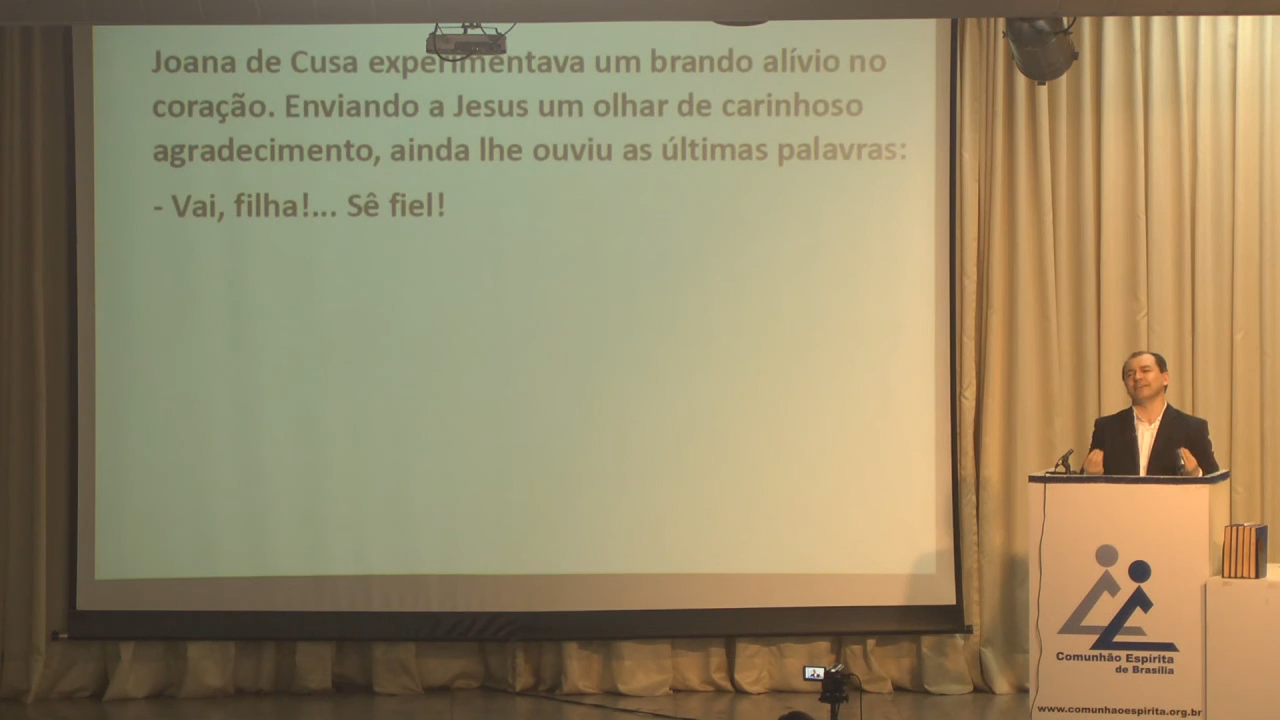 Joana de Cusa experimentava um brando alívio no
coração. Enviando a Jesus um olhar de carinhoso
agradecimento, ainda lhe ouviu as últimas palavras:
- Vai, filha!... Sê fiel!
Comunhão Espírita
de Brasília
www.comunhaoespirita.org.br